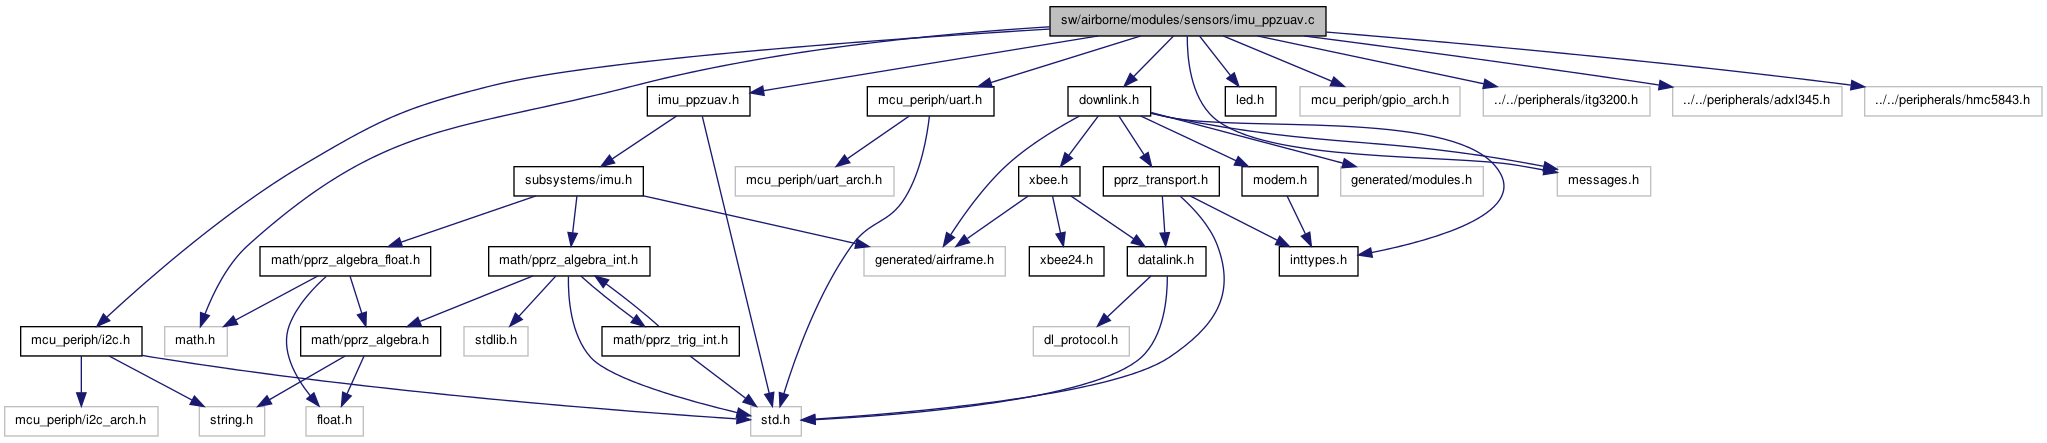 sw/airborne/modules/sensors/imu_ppzuav.c
imu_ppzuav.h
mcu_periph/uart.h
downlink.h
led.h
mcu_periph/gpio_arch.h
../../peripherals/itg3200.h
../../peripherals/adxl345.h
../../peripherals/hmc5843.h
subsystems/imu.h
mcu_periph/uart_arch.h
xbee.h
pprz_transport.h
modem.h
generated/modules.h
messages.h
math/pprz_algebra_float.h
math/pprz_algebra_int.h
generated/airframe.h
xbee24.h
datalink.h
inttypes.h
mcu_periph/i2c.h
math.h
math/pprz_algebra.h
stdlib.h
math/pprz_trig_int.h
dl_protocol.h
mcu_periph/i2c_arch.h
string.h
float.h
std.h